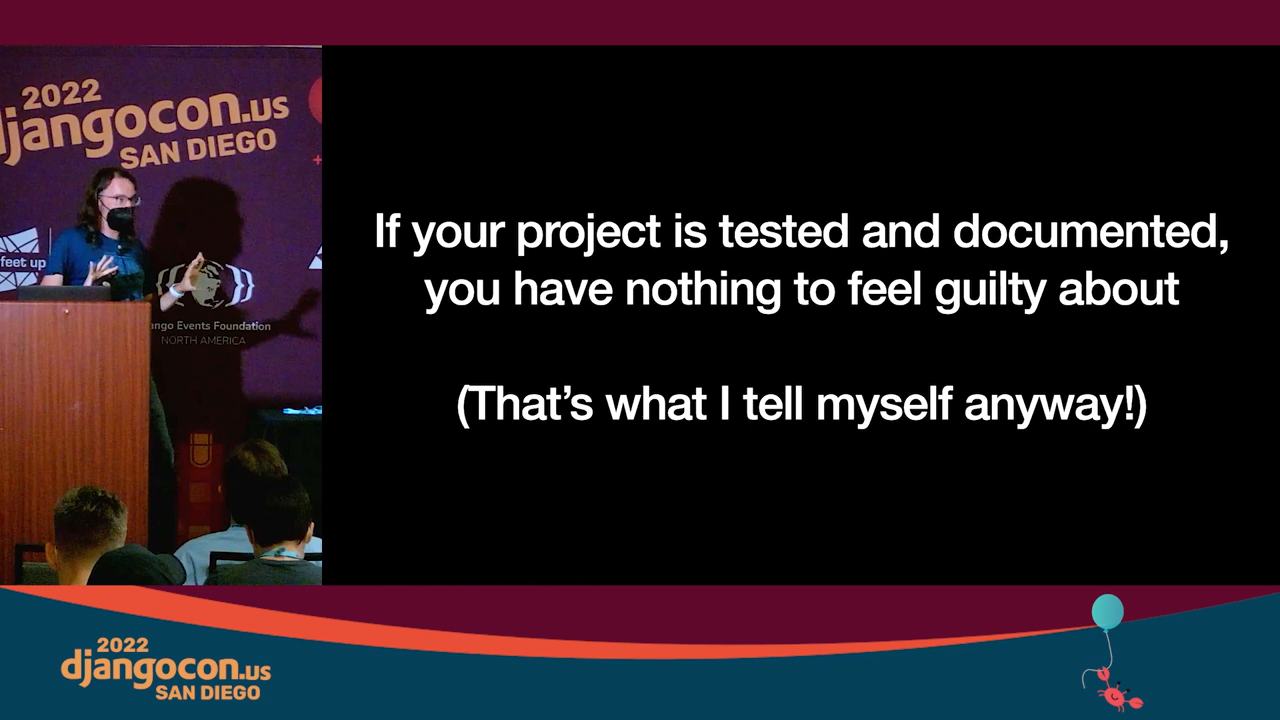 2022
djangocon.us
SAN DIEGO
feet up
ango Events Foundation
NORTH AMERICA
If your project is tested and documented,
you have nothing to feel guilty about
(That’s what I tell myself anyway!)
2022
djangocon.us
SAN DIEGO